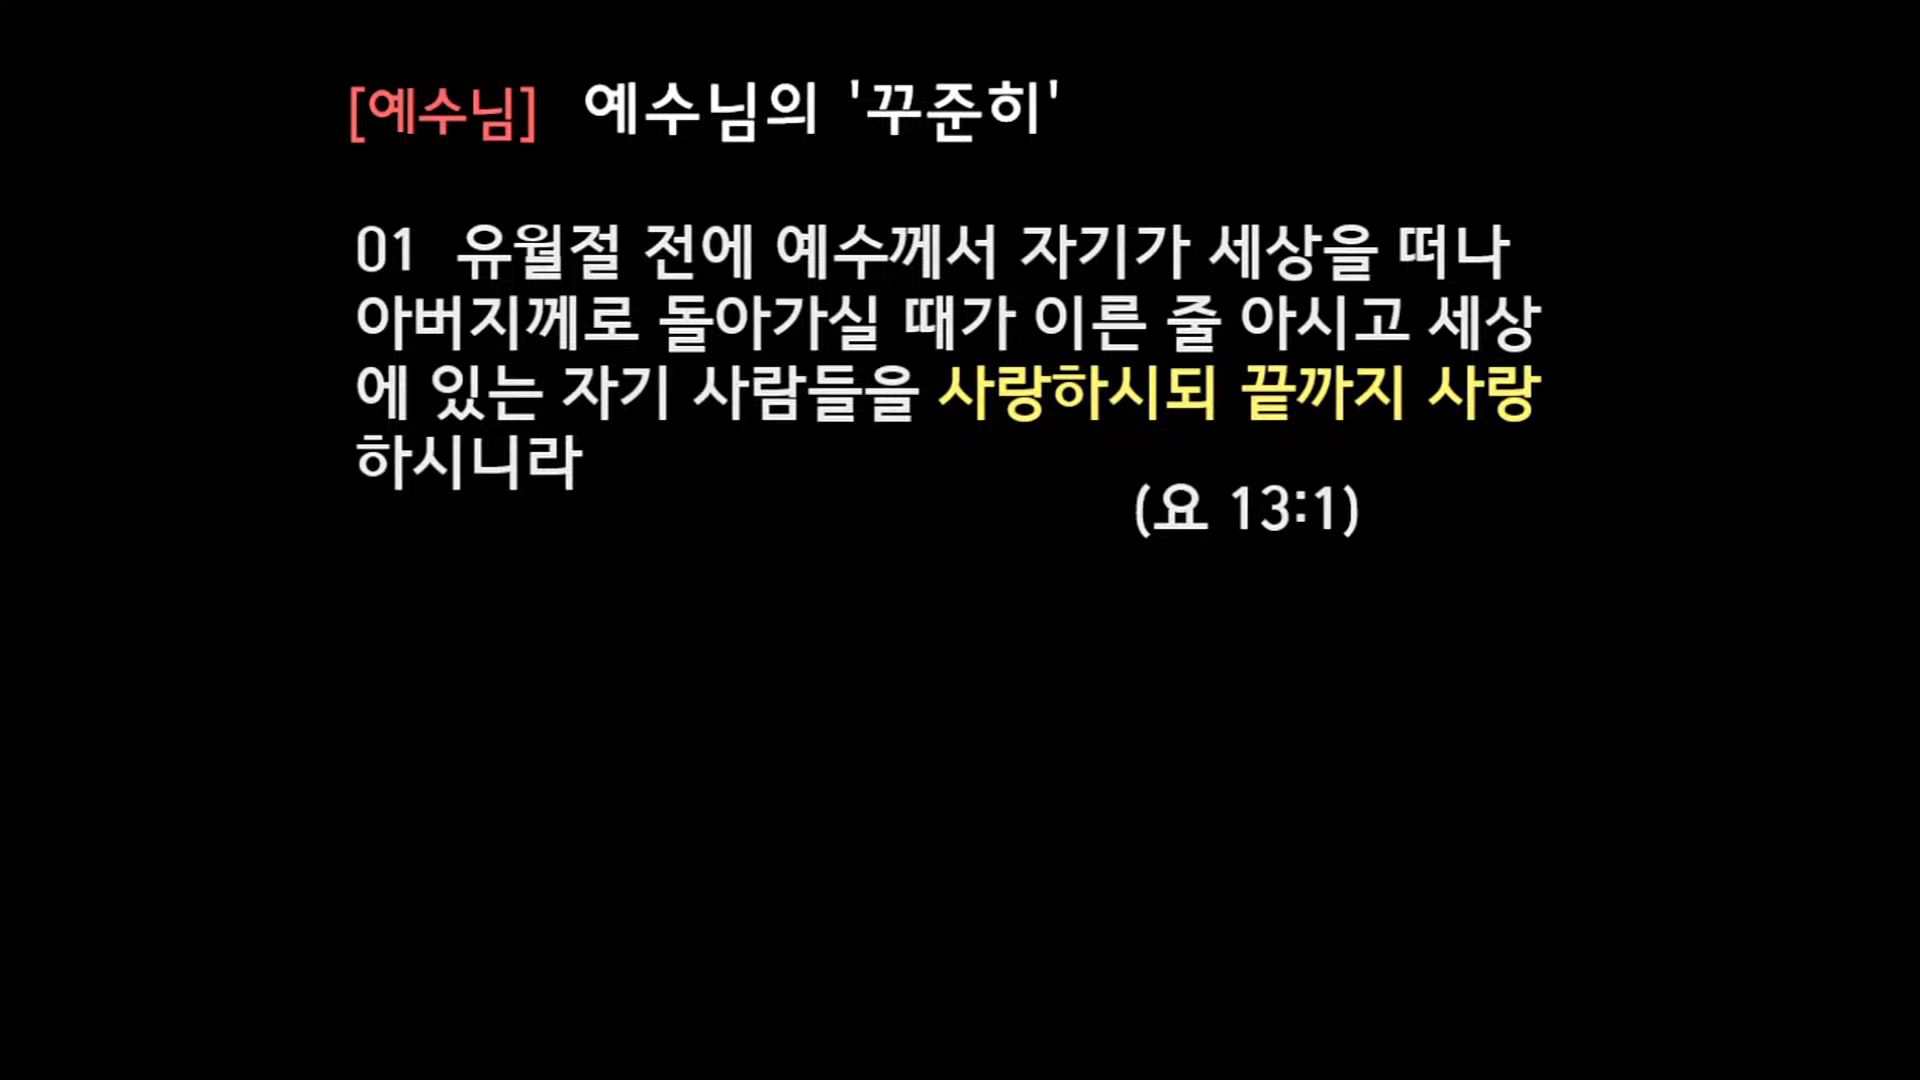 [예수님] 예수님의 '꾸준히'
01 유월절 전에 예수께서 자기가 세상을 떠나
아버지께로 돌아가실 때가 이른 줄 아시고 세상
에 있는 자기 사람들을 사랑하시되 끝까지 사랑
하시니라
(요 13:1)